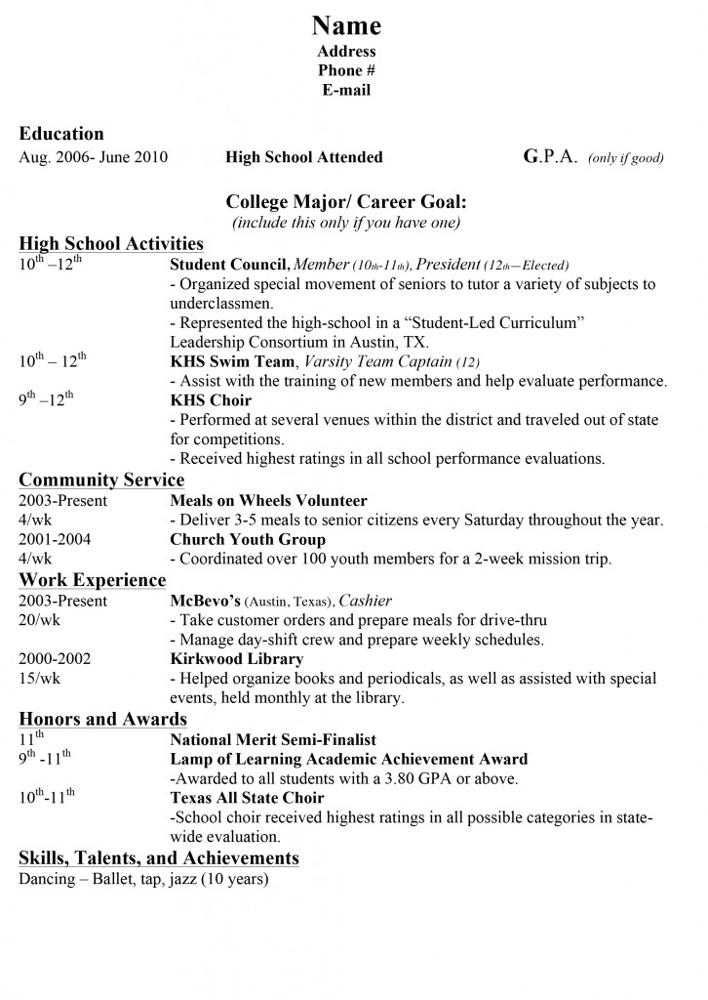 Name
Address
Phone #
E-mail
Education
Aug. 2006- June 2010 High School Attended G.P.A. (only if good)
College Major/ Career Goal:
(include this only if you have one)
High School Activities
10th –12th Student Council, Member (10th-11th), President (12th—Elected)
- Organized special movement of seniors to tutor a variety of subjects to
underclassmen.
- Represented the high-school in a “Student-Led Curriculum”
Leadership Consortium in Austin, TX.
10th – 12th KHS Swim Team, Varsity Team Captain (12)
- Assist with the training of new members and help evaluate performance.
9th –12th KHS Choir
- Performed at several venues within the district and traveled out of state
for competitions.
- Received highest ratings in all school performance evaluations.
Community Service
2003-Present Meals on Wheels Volunteer
4/wk - Deliver 3-5 meals to senior citizens every Saturday throughout the year.
2001-2004 Church Youth Group
4/wk - Coordinated over 100 youth members for a 2-week mission trip.
Work Experience
2003-Present McBevo’s (Austin, Texas), Cashier
20/wk - Take customer orders and prepare meals for drive-thru
- Manage day-shift crew and prepare weekly schedules.
2000-2002 Kirkwood Library
15/wk - Helped organize books and periodicals, as well as assisted with special
events, held monthly at the library.
Honors and Awards
11th National Merit Semi-Finalist
9th -11th Lamp of Learning Academic Achievement Award
-Awarded to all students with a 3.80 GPA or above.
10th-11th Texas All State Choir
-School choir received highest ratings in all possible categories in state-
wide evaluation.
Skills, Talents, and Achievements
Dancing – Ballet, tap, jazz (10 years)